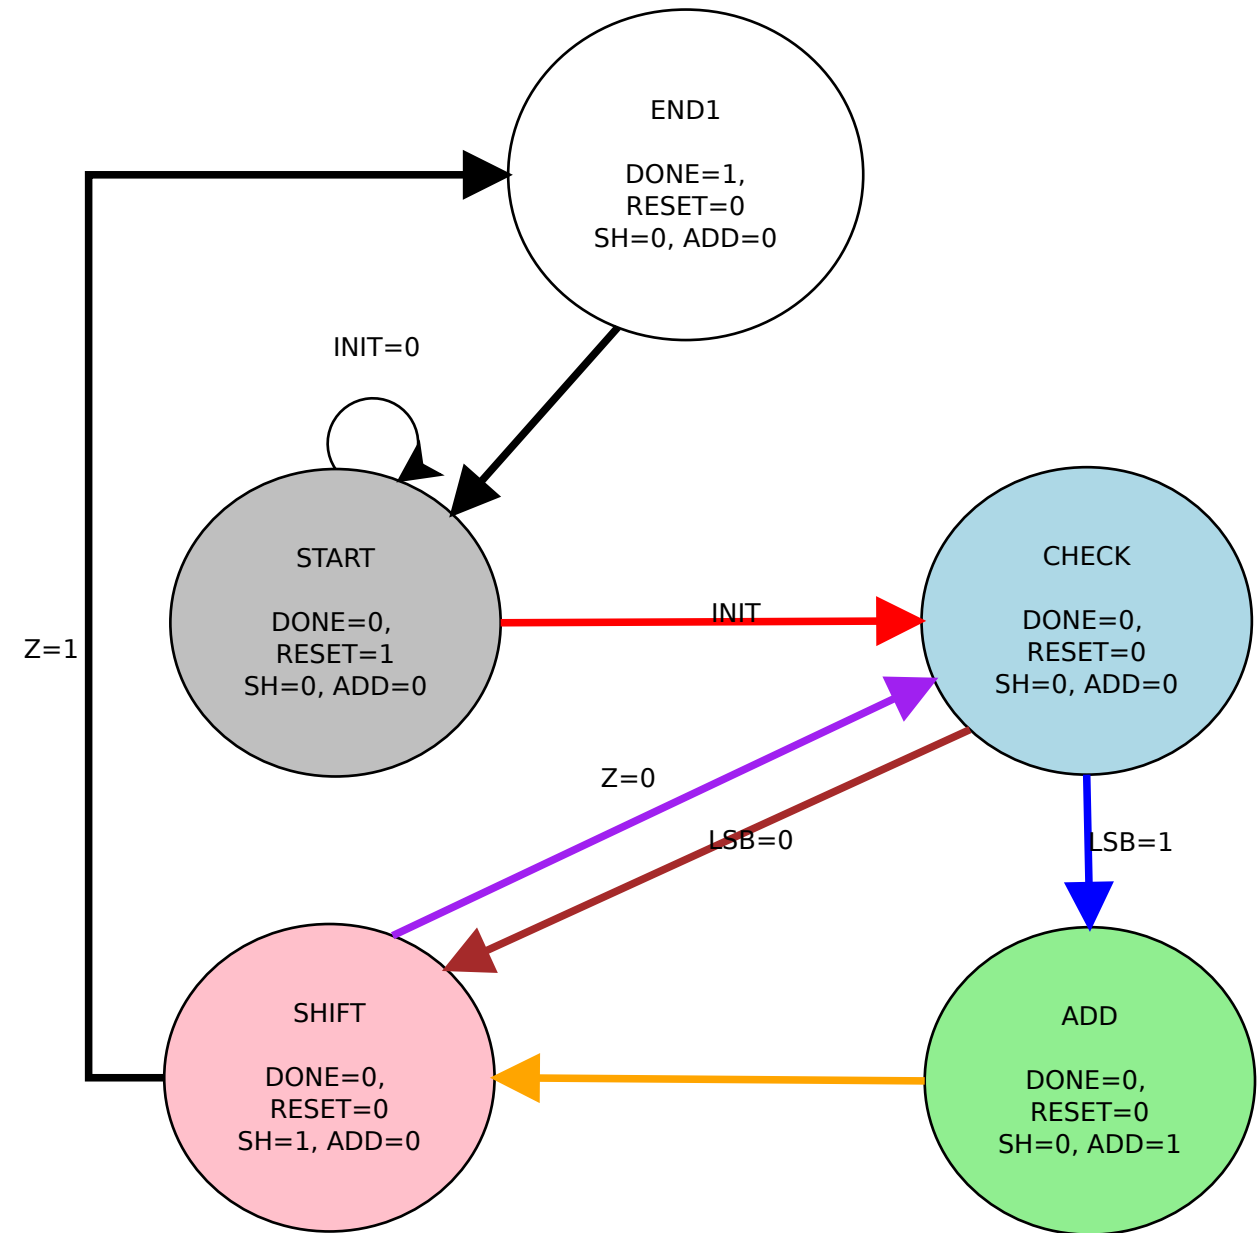 END1
DONE=1,
RESET=0
SH=0, ADD=0
INIT=0
START
DONE=0,
RESET=1
SH=0, ADD=0
INIT
CHECK
DONE=0,
RESET=0
SH=0, ADD=0
Z=1
Z=0
LSB=0
LSB=1
SHIFT
DONE=0,
RESET=0
SH=1, ADD=0
ADD
DONE=0,
RESET=0
SH=0, ADD=1